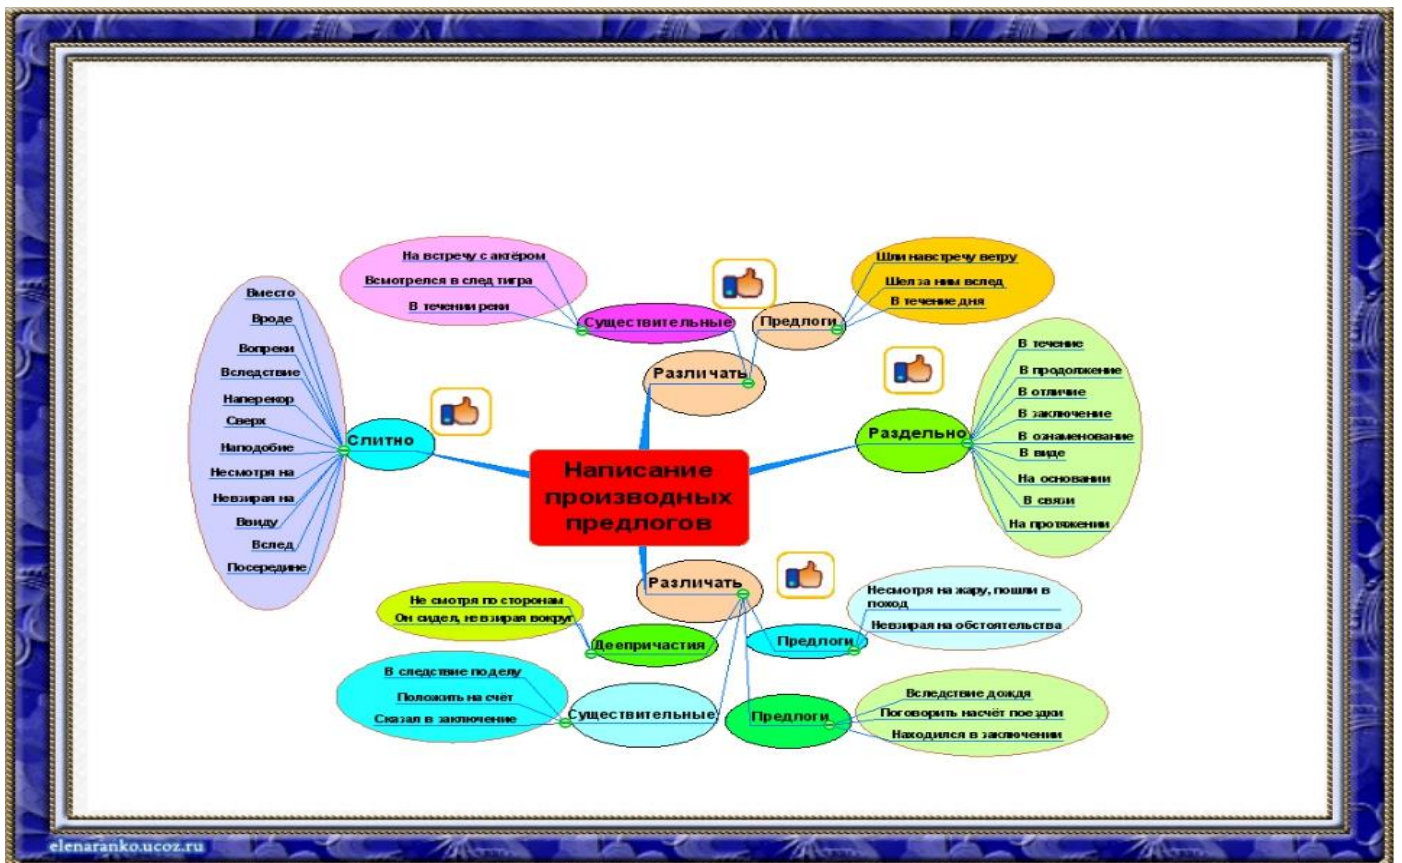 На встречу с актёром
Всмотрелся в след тигра
В течении реки
Существительные
Предлоги
Шли навстречу ветру
Шел за ним вслед
В течение дня
Различать
Слитно
Вместо
Вроде
Вопреки
Вследствие
Наперекор
Сверх
Наподобие
Несмотря на
Невзирая на
Ввиду
Вслед
Посередине
Написание
производных
предлогов
Раздельно
В течение
В продолжение
В отличие
В заключение
В ознаменование
В виде
На основании
В связи
На протяжении
Различать
Не смотря по сторонам
Он сидел, не взирая вокруг
Деепричастия
Предлоги
Несмотря на жару, пошли в
поход
Невзирая на обстоятельства
В следствие по делу
Положить на счёт
Сказал в заключение
Существительные
Предлоги
Вследствие дождя
Поговорить насчёт поездки
Находился в заключении
elenaranko.ucoz.ru